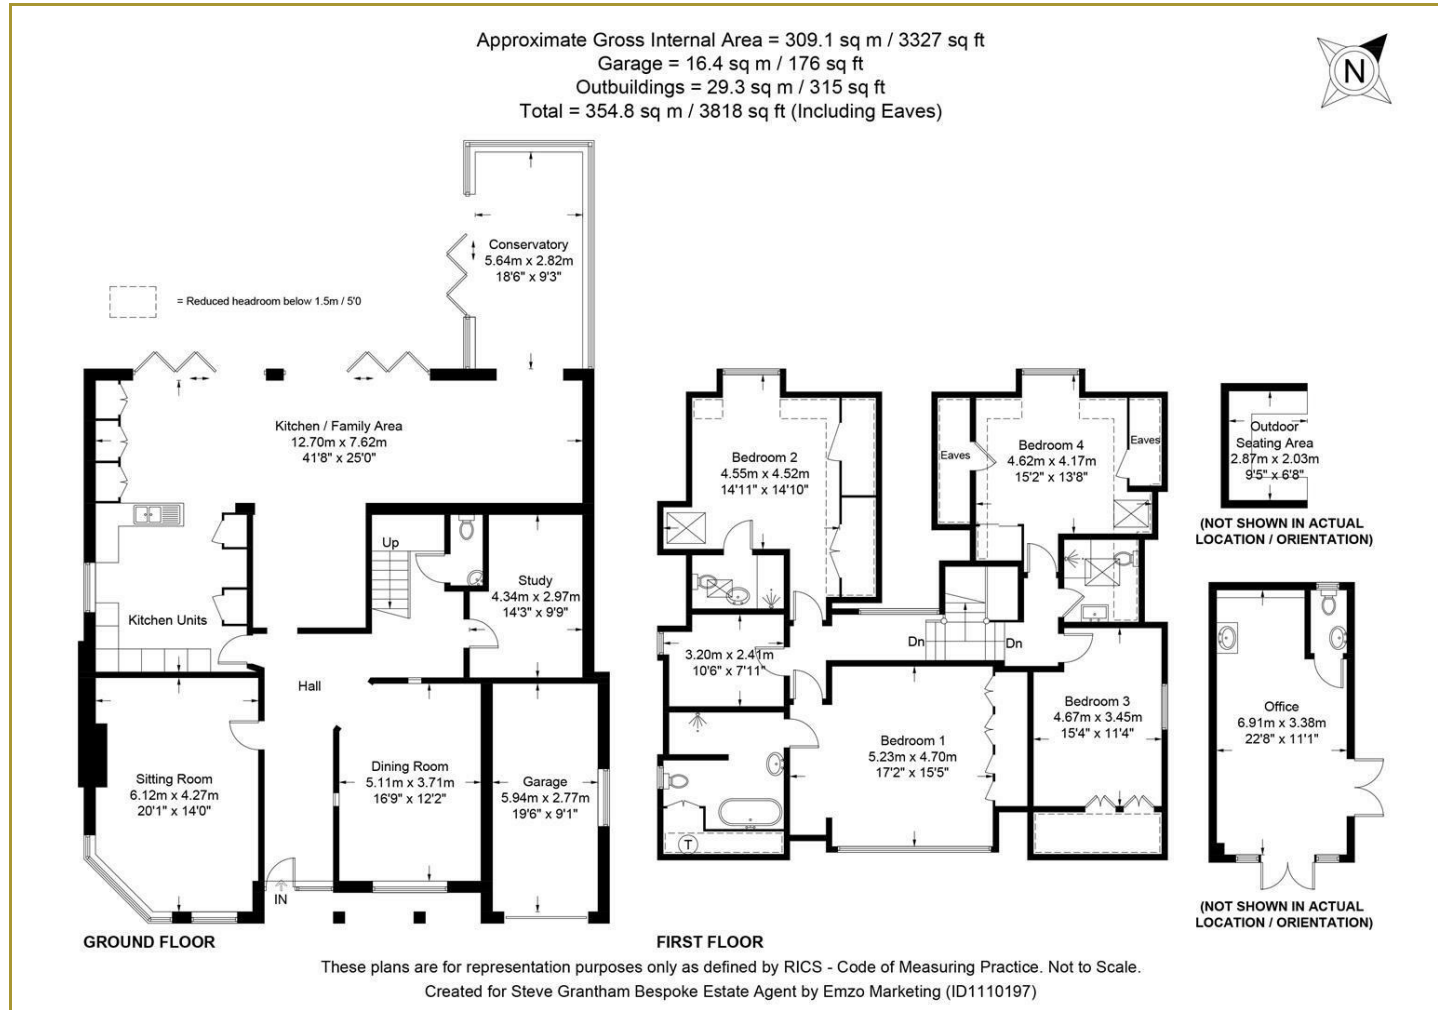 Approximate Gross Internal Area = 309.1 sq m / 3327 sq ft
Garage = 16.4 sq m / 176 sq ft
Outbuildings = 29.3 sq m / 315 sq ft
Total = 354.8 sq m / 3818 sq ft (Including Eaves)
N
Conservatory
5.64m x 2.82m
18'6" x 9'3"
= Reduced headroom below 1.5m / 5'0
Kitchen / Family Area
12.70m x 7.62m
41'8" x 25'0"
Up
Study
4.34m x 2.97m
14'3" x 9'9"
Kitchen Units
Hall
Sitting Room
6.12m x 4.27m
20'1" x 14'0"
Dining Room
5.11m x 3.71m
16'9" x 12'2"
Garage
5.94m x 2.77m
19'6" x 9'1"
IN
GROUND FLOOR
Bedroom 2
4.55m x 4.52m
14'11" x 14'10"
Eaves
Bedroom 4
4.62m x 4.17m
15'2" x 13'8"
Eaves
Dn
Dn
3.20m x 2.41m
10'6" x 7'11"
Bedroom 1
5.23m x 4.70m
17'2" x 15'5"
Bedroom 3
4.67m x 3.45m
15'4" x 11'4"
T
FIRST FLOOR
Outdoor
Seating Area
2.87m x 2.03m
9'5" x 6'8"
(NOT SHOWN IN ACTUAL
LOCATION / ORIENTATION)
Office
6.91m x 3.38m
22'8" x 11'1"
(NOT SHOWN IN ACTUAL
LOCATION / ORIENTATION)
These plans are for representation purposes only as defined by RICS - Code of Measuring Practice. Not to Scale.
Created for Steve Grantham Bespoke Estate Agent by Emzo Marketing (ID1110197)